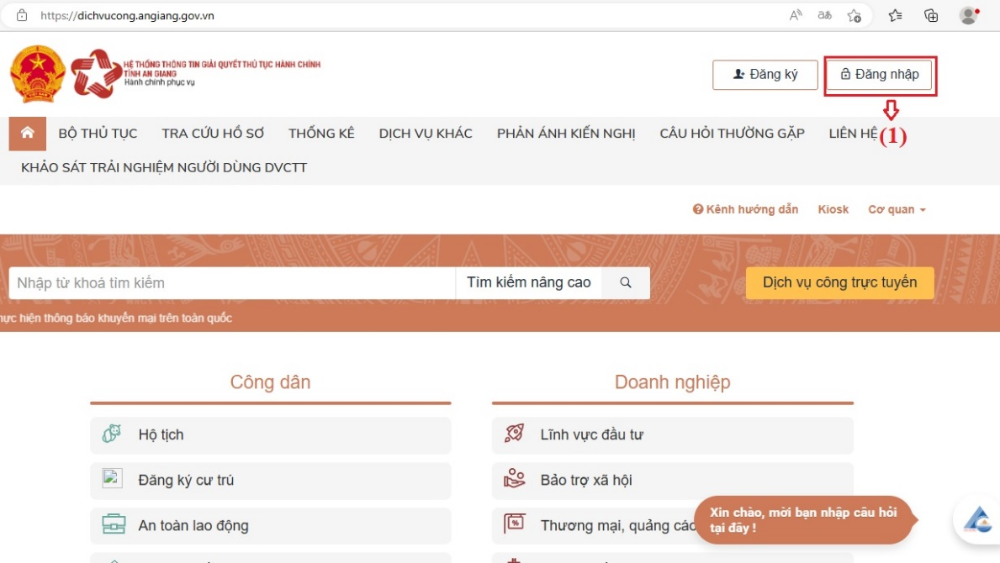 https://dichvucong.angiang.gov.vn
HỆ THỐNG THÔNG TIN GIẢI QUYẾT THỦ TỤC HÀNH CHÍNH
TỈNH AN GIANG
Hành chính phục vụ
Đăng ký
Đăng nhập
BỘ THỦ TỤC TRA CỨU HỒ SƠ THỐNG KÊ DỊCH VỤ KHÁC PHẢN ÁNH KIẾN NGHỊ CÂU HỎI THƯỜNG GẶP LIÊN HỆ (1)
KHẢO SÁT TRẢI NGHIỆM NGƯỜI DÙNG DVCTT
Kênh hướng dẫn Kiosk Cơ quan
Nhập từ khoá tìm kiếm Tìm kiếm nâng cao Dịch vụ công trực tuyến
hực hiện thông báo khuyến mại trên toàn quốc
Công dân
Hộ tịch
Đăng ký cư trú
An toàn lao động
Doanh nghiệp
Lĩnh vực đầu tư
Bảo trợ xã hội
Thương mại, quảng cáo
Xin chào, mời bạn nhập câu hỏi
tại đây !